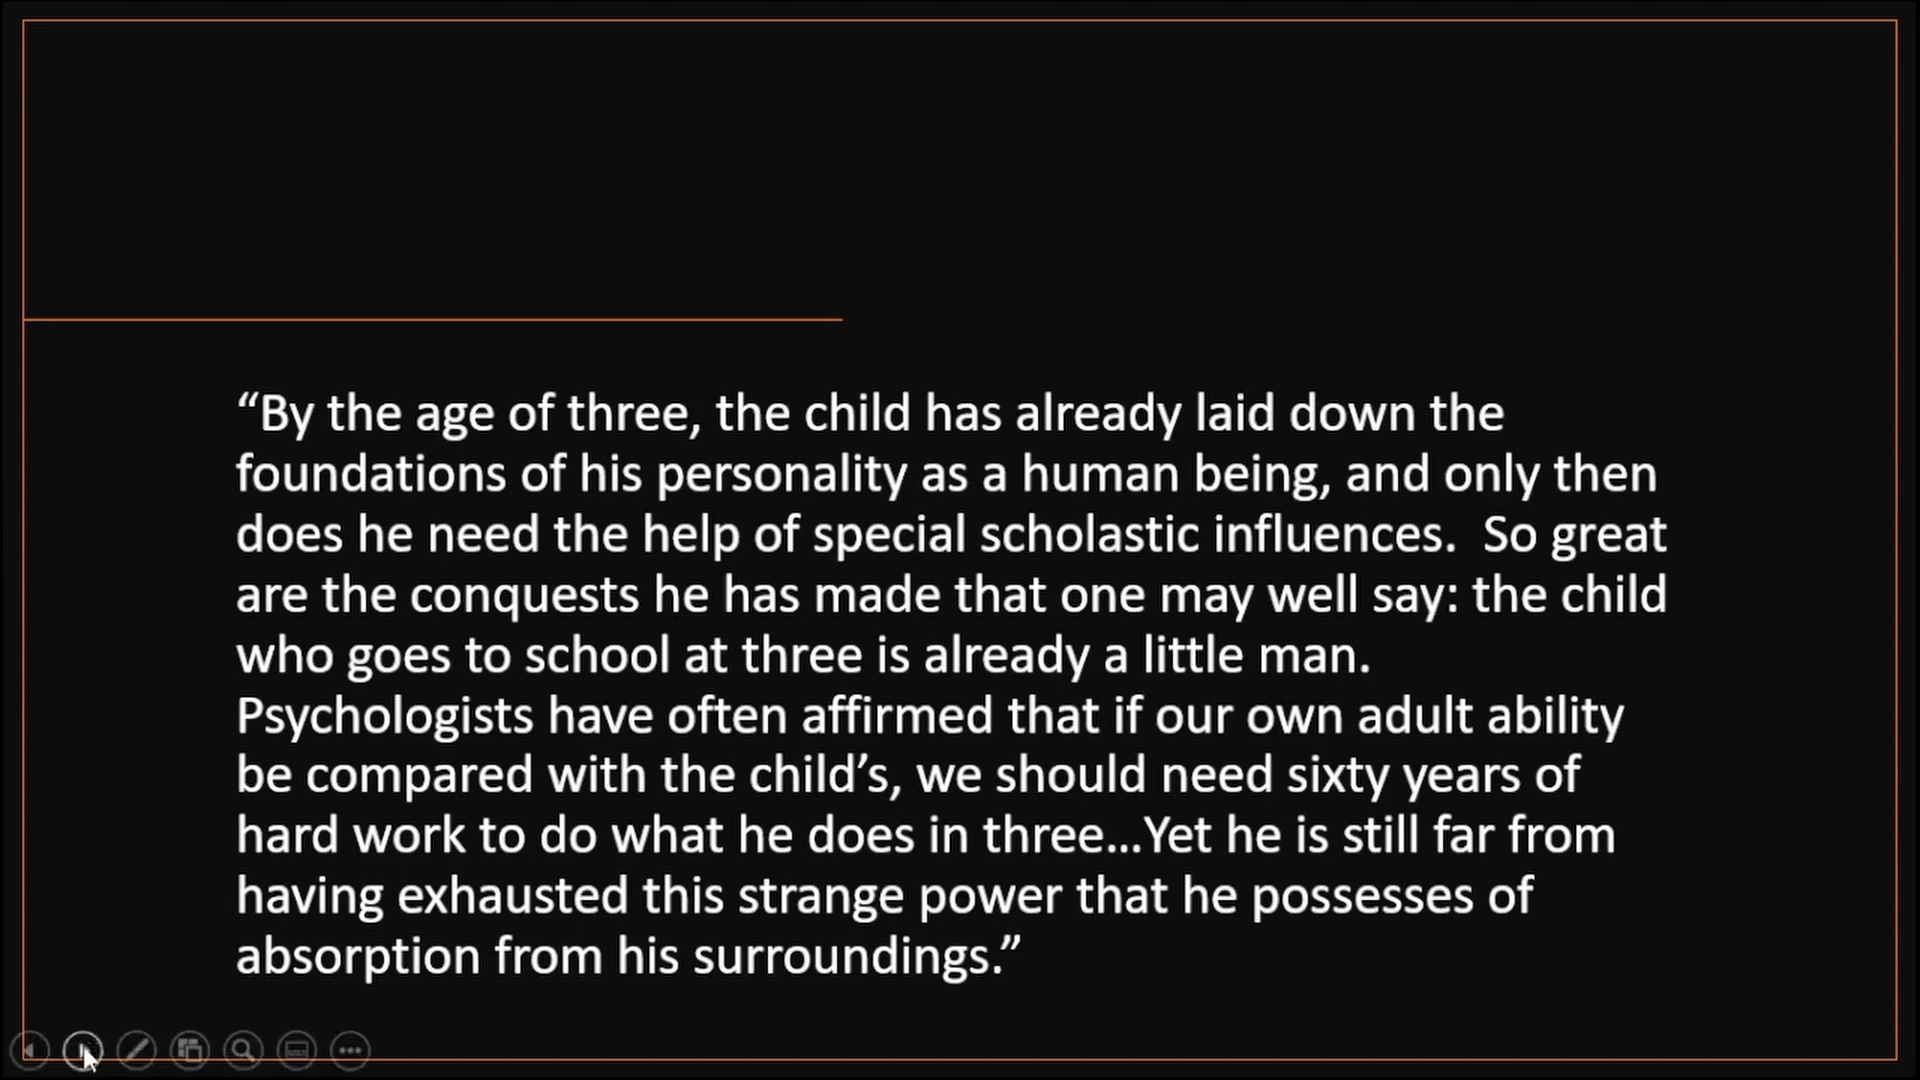 “By the age of three, the child has already laid down the
foundations of his personality as a human being, and only then
does he need the help of special scholastic influences.  So great
are the conquests he has made that one may well say: the child
who goes to school at three is already a little man.
Psychologists have often affirmed that if our own adult ability
be compared with the child’s, we should need sixty years of
hard work to do what he does in three...Yet he is still far from
having exhausted this strange power that he possesses of
absorption from his surroundings.”